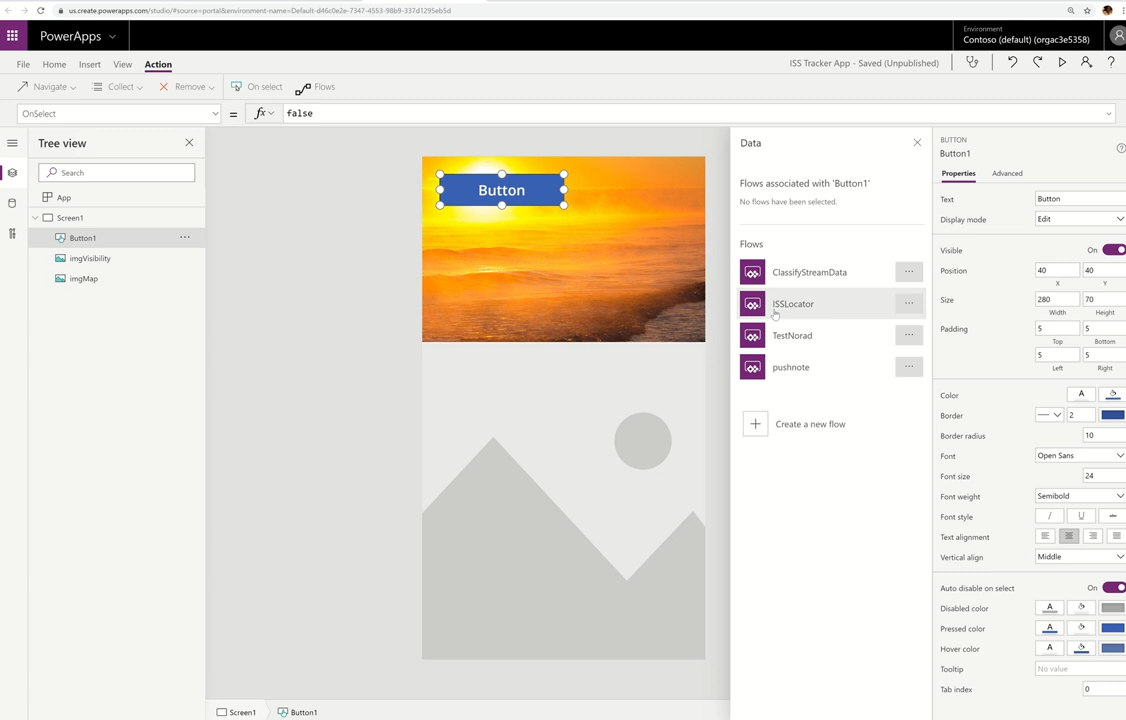 us.create.powerapps.com/studio/#source=portal&environment-name=Default-d46c0e2e-7347-4553-98b9-337d1295eb5d
PowerApps
Environment
Contoso (default) (orgac3e5358)
File Home Insert View Action
ISS Tracker App - Saved (Unpublished)
Navigate Collect Remove On select Flows
OnSelect = fx false
Tree view
Search
App
Screen1
Button1
imgVisibility
imgMap
Button
Data
Flows associated with 'Button1'
No flows have been selected.
Flows
ClassifyStreamData
ISSLocator
TestNorad
pushnote
Create a new flow
BUTTON
Button1
Properties Advanced
Text Button
Display mode Edit
Visible On
Position 40 40
X Y
Size 280 70
Width Height
Padding 5 5
Top Bottom
5 5
Left Right
Color A
Border 2
Border radius 10
Font Open Sans
Font size 24
Font weight Semibold
Font style / U abc
Text alignment
Vertical align Middle
Auto disable on select On
Disabled color A
Pressed color A
Hover color A
Tooltip No value
Tab index 0
Screen1 Button1